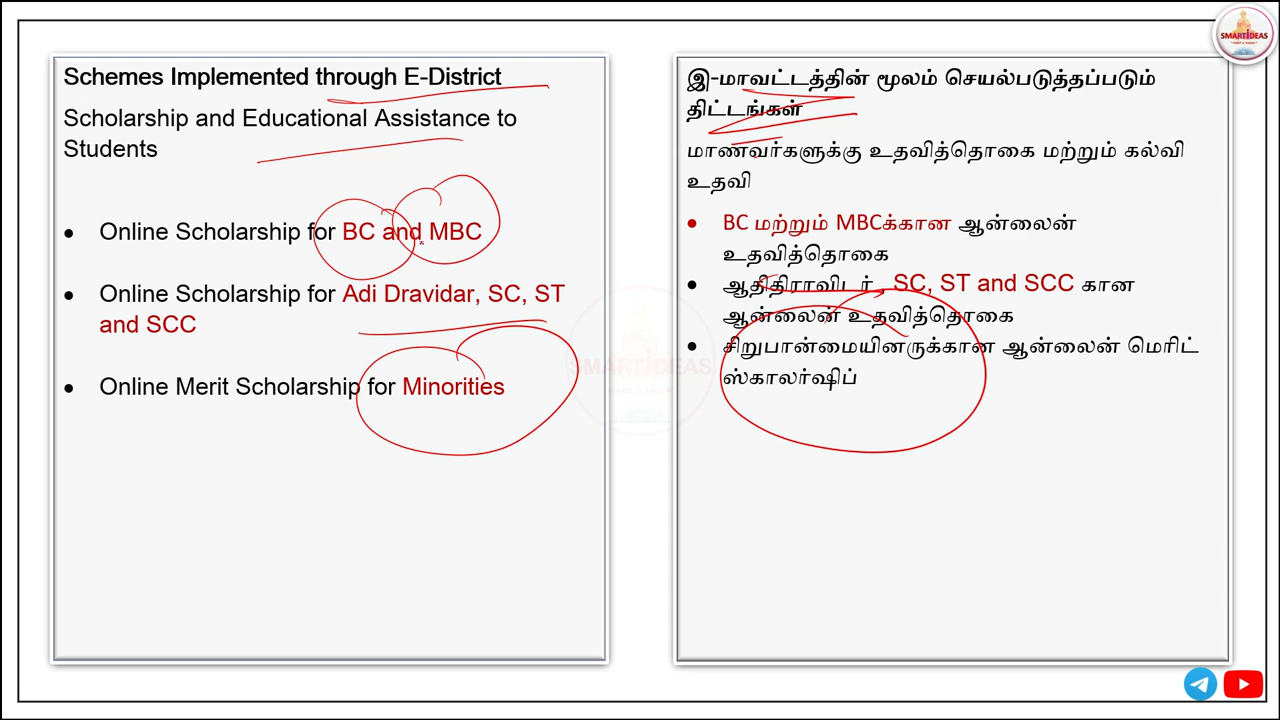 SMARTIDEAS
Schemes Implemented through E-District
Scholarship and Educational Assistance to
Students
• Online Scholarship for BC and MBC
• Online Scholarship for Adi Dravidar, SC, ST
and SCC
• Online Merit Scholarship for Minorities
இ-மாவட்டத்தின் மூலம் செயல்படுத்தப்படும்
திட்டங்கள்
மாணவர்களுக்கு உதவித்தொகை மற்றும் கல்வி
உதவி
• BC மற்றும் MBCக்கான ஆன்லைன்
உதவித்தொகை
• ஆதிதிராவிடர் , SC, ST and SCC கான
ஆன்லைன் உதவித்தொகை
• சிறுபான்மையினருக்கான ஆன்லைன் மெரிட்
ஸ்காலர்ஷிப்
SMARTIDEAS